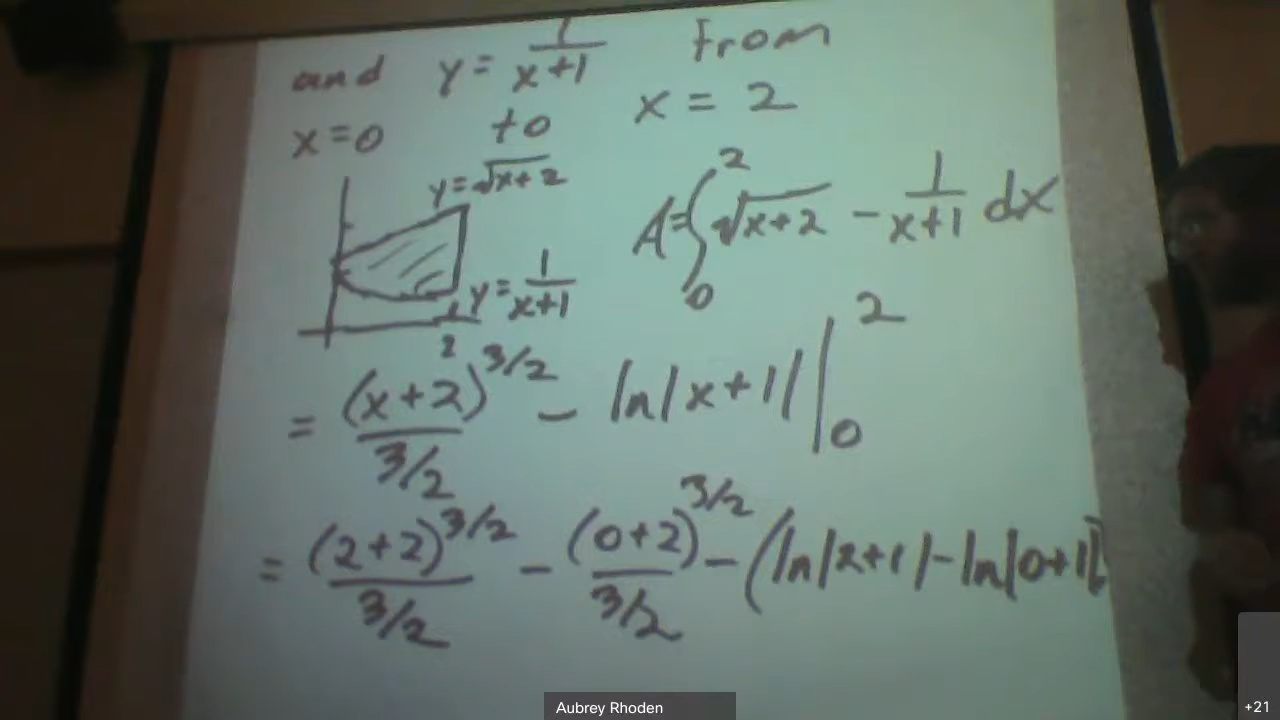 and y = 1/(x+1) From
x = 0 to x = 2
y = √(x+2)
A = ∫₀² √(x+2) − 1/(x+1) dx
y = 1/(x+1)
2
= (x+2)^(3/2)/(3/2) − ln|x+1| |₀²
= (2+2)^(3/2)/(3/2) − (0+2)^(3/2)/(3/2) − (ln|2+1| − ln|0+1|)
Aubrey Rhoden
+21